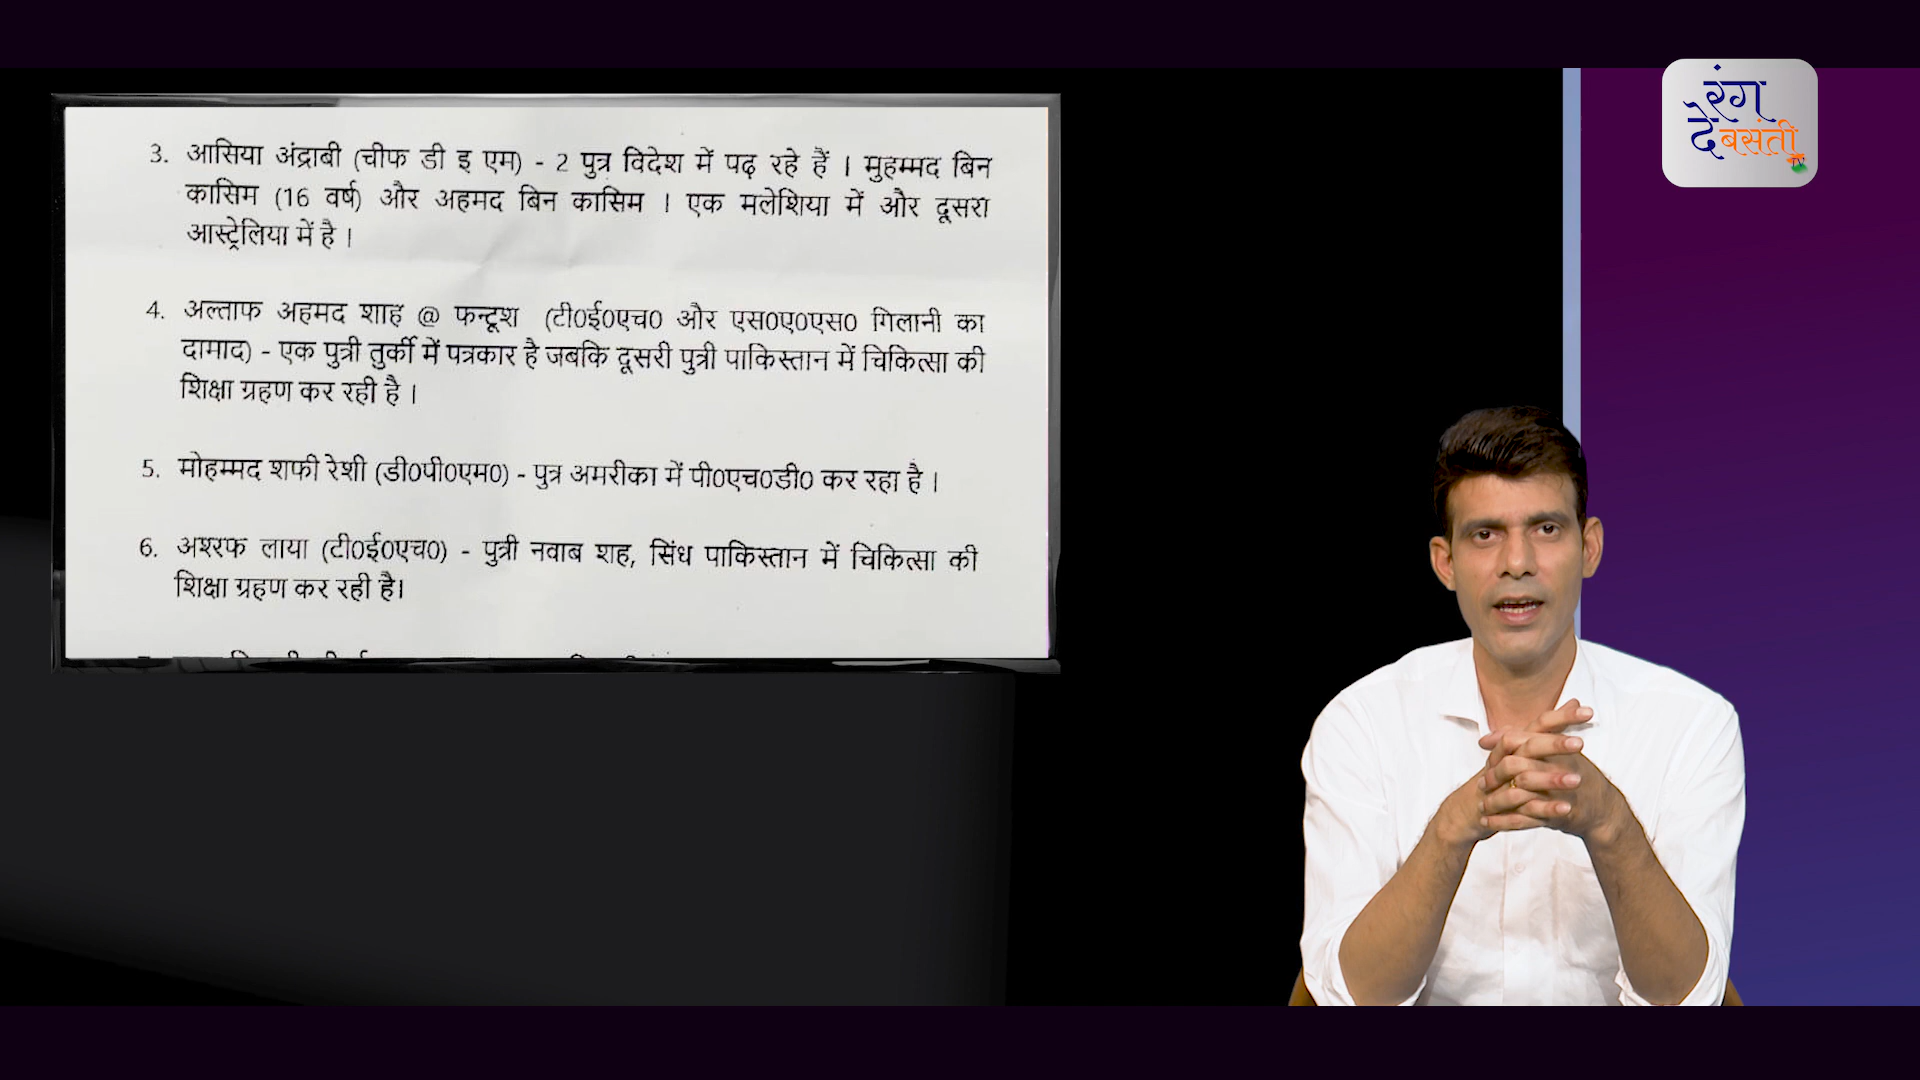 3. आसिया अंद्राबी (चीफ डी इ एम) - 2 पुत्र विदेश में पढ़ रहे हैं । मुहम्मद बिन
कासिम (16 वर्ष) और अहमद बिन कासिम । एक मलेशिया में और दूसरा
आस्ट्रेलिया में है ।
4. अल्ताफ अहमद शाह @ फन्टूश (टी0ई0एच0 और एस0ए0एस0 गिलानी का
दामाद) - एक पुत्री तुर्की में पत्रकार है जबकि दूसरी पुत्री पाकिस्तान में चिकित्सा की
शिक्षा ग्रहण कर रही है ।
5. मोहम्मद शफी रेशी (डी0पी0एम0) - पुत्र अमरीका में पी0एच0डी0 कर रहा है ।
6. अश्रफ लाया (टी0ई0एच0) - पुत्री नवाब शह, सिंध पाकिस्तान में चिकित्सा की
शिक्षा ग्रहण कर रही है।
रंग
दे बसंती